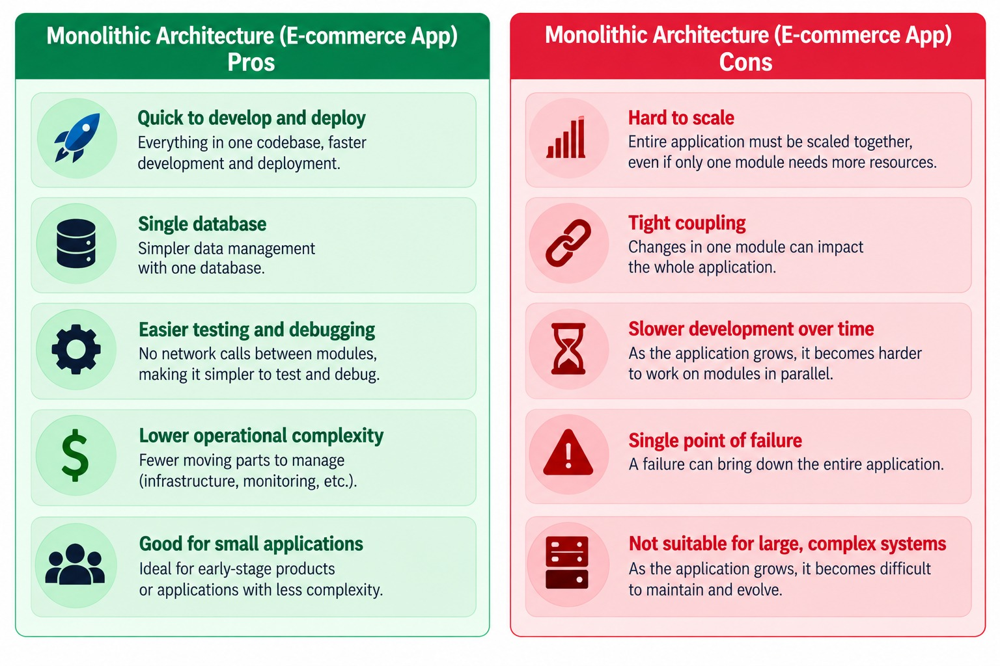 Monolithic Architecture (E-commerce App)
Pros
Quick to develop and deploy
Everything in one codebase, faster
development and deployment.
Single database
Simpler data management
with one database.
Easier testing and debugging
No network calls between modules,
making it simpler to test and debug.
Lower operational complexity
Fewer moving parts to manage
(infrastructure, monitoring, etc.).
Good for small applications
Ideal for early-stage products
or applications with less complexity.
Monolithic Architecture (E-commerce App)
Cons
Hard to scale
Entire application must be scaled together,
even if only one module needs more resources.
Tight coupling
Changes in one module can impact
the whole application.
Slower development over time
As the application grows, it becomes harder
to work on modules in parallel.
Single point of failure
A failure can bring down the entire application.
Not suitable for large, complex systems
As the application grows, it becomes difficult
to maintain and evolve.